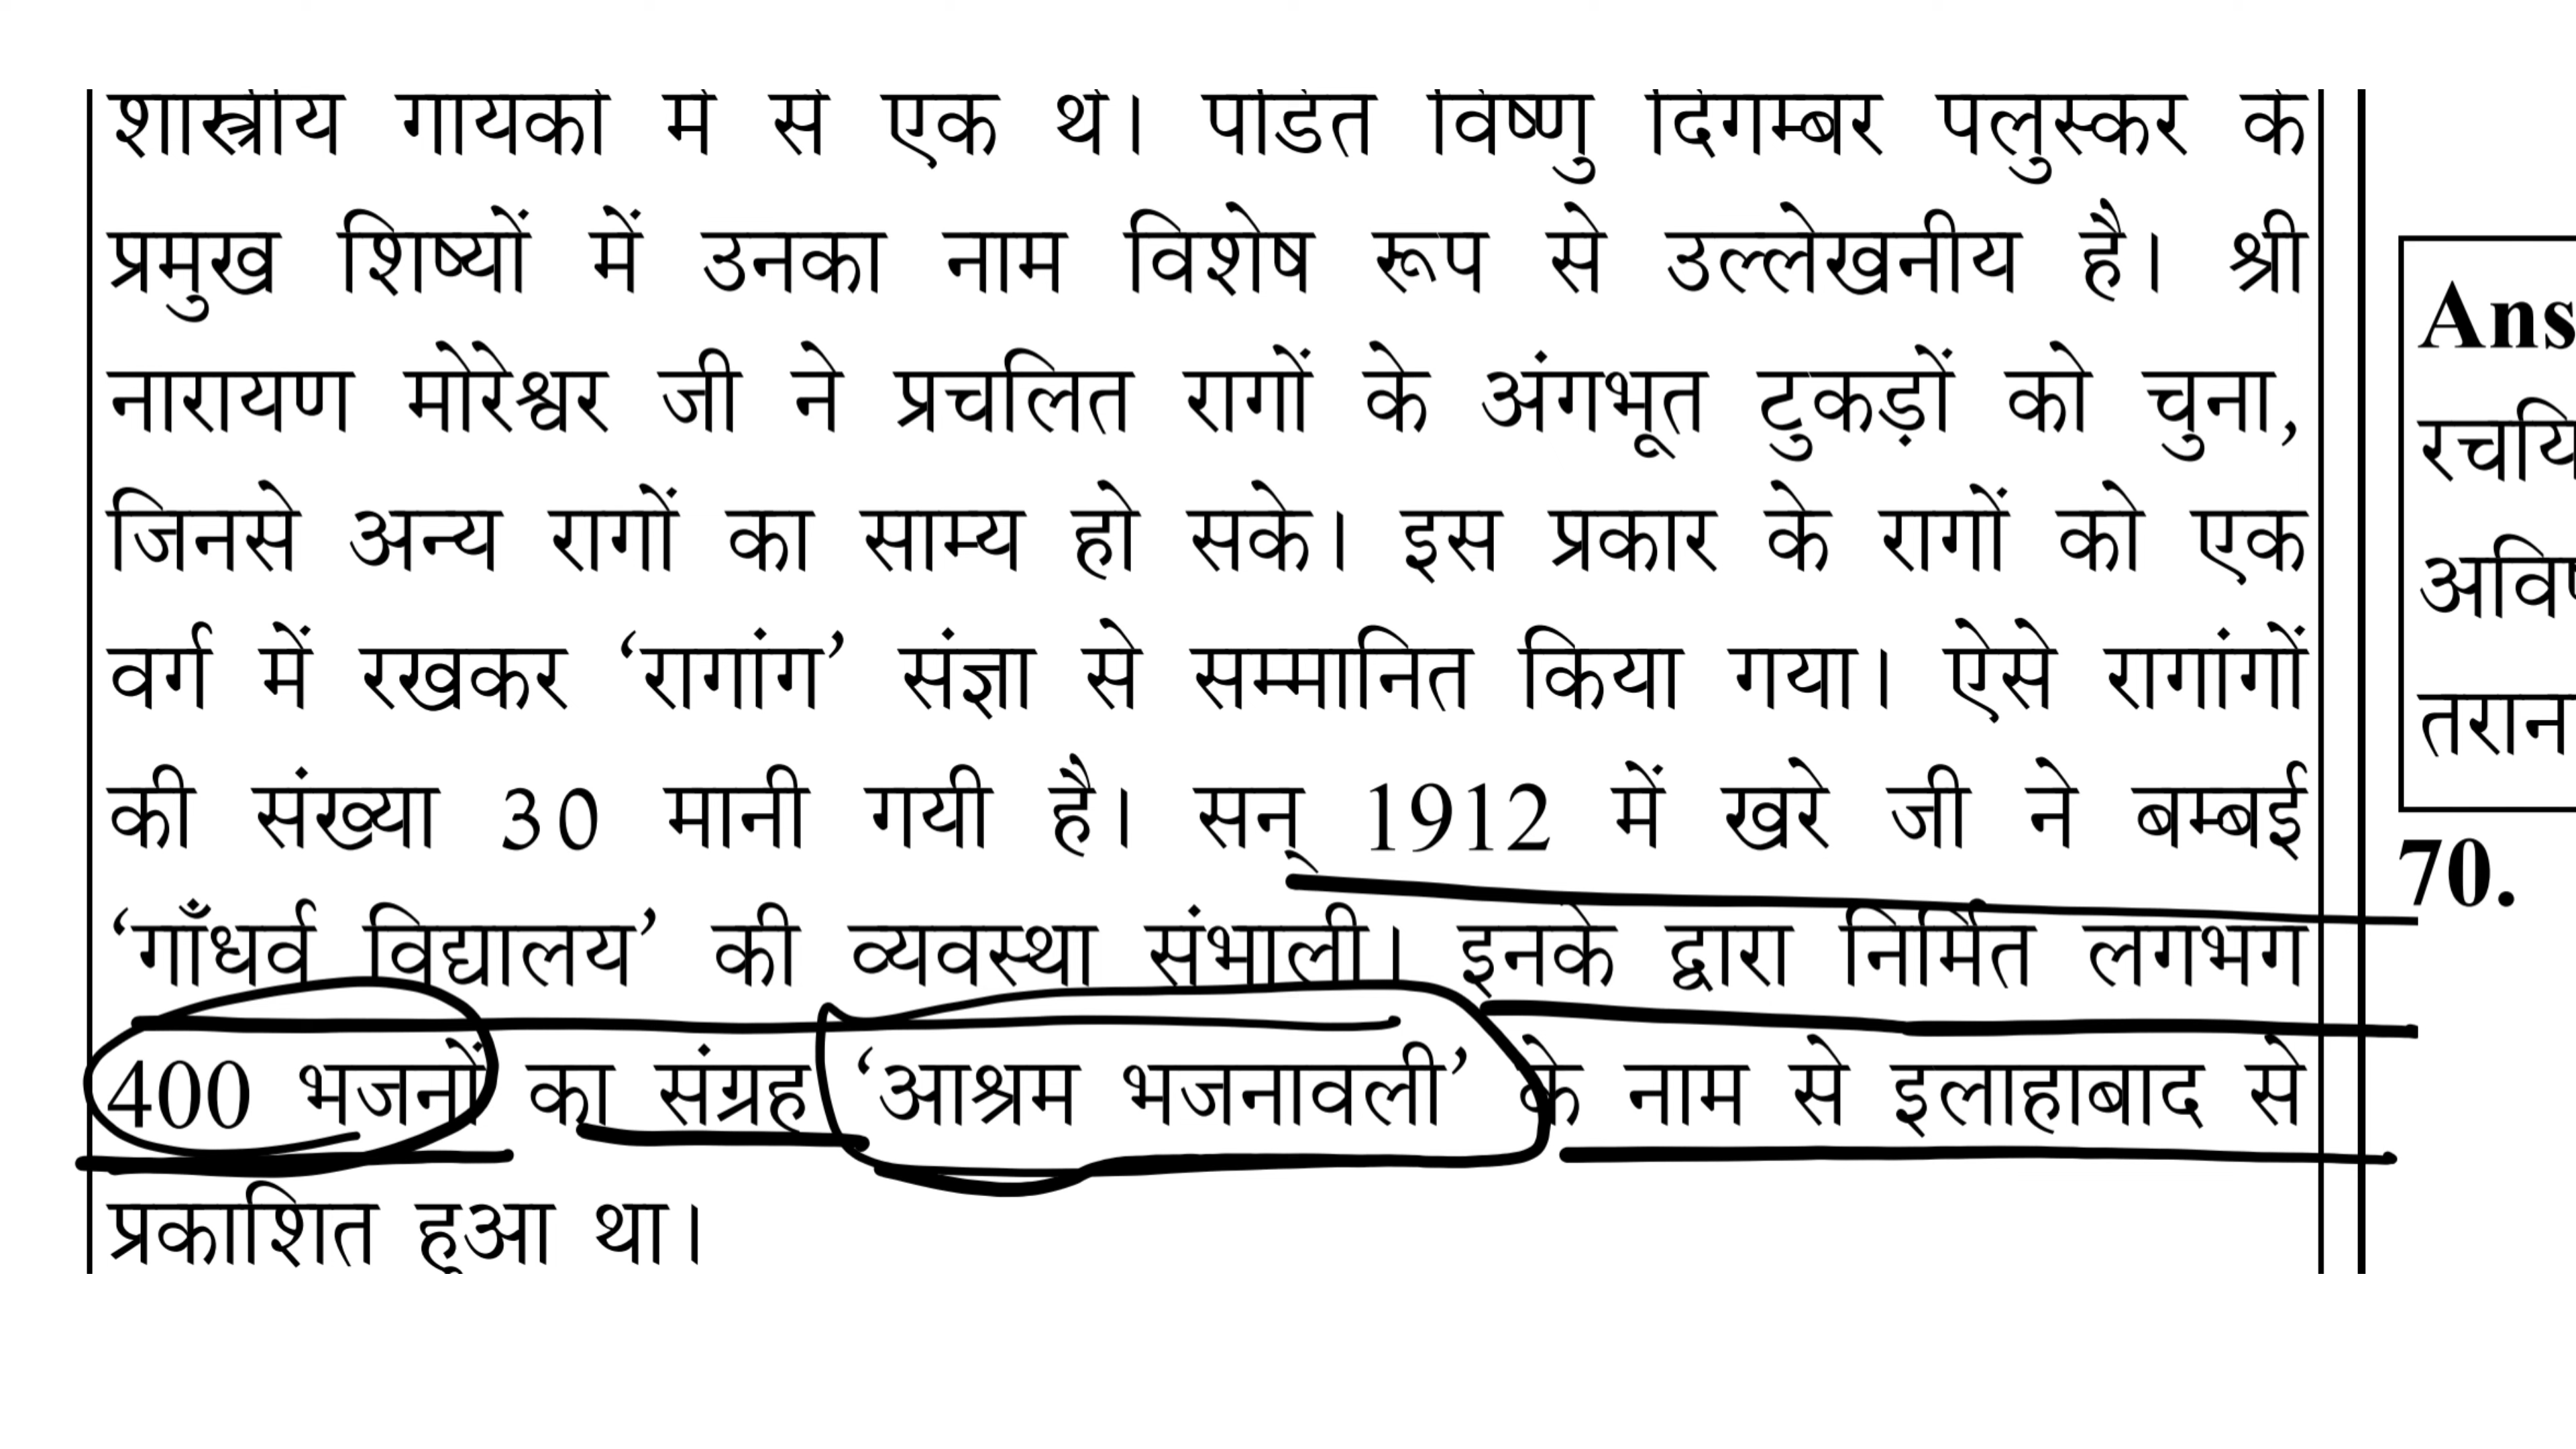 शास्त्रीय गायकों में से एक थे। पंडित विष्णु दिगम्बर पलुस्कर के
प्रमुख शिष्यों में उनका नाम विशेष रूप से उल्लेखनीय है। श्री
नारायण मोरेश्वर जी ने प्रचलित रागों के अंगभूत टुकड़ों को चुना,
जिनसे अन्य रागों का साम्य हो सके। इस प्रकार के रागों को एक
वर्ग में रखकर ‘रागांग’ संज्ञा से सम्मानित किया गया। ऐसे रागांगों
की संख्या 30 मानी गयी है। सन् 1912 में खरे जी ने बम्बई
‘गाँधर्व विद्यालय’ की व्यवस्था संभाली। इनके द्वारा निर्मित लगभग
400 भजनों का संग्रह ‘आश्रम भजनावली’ के नाम से इलाहाबाद से
प्रकाशित हुआ था।
Ans
रचयि
अवि
तरान
70.